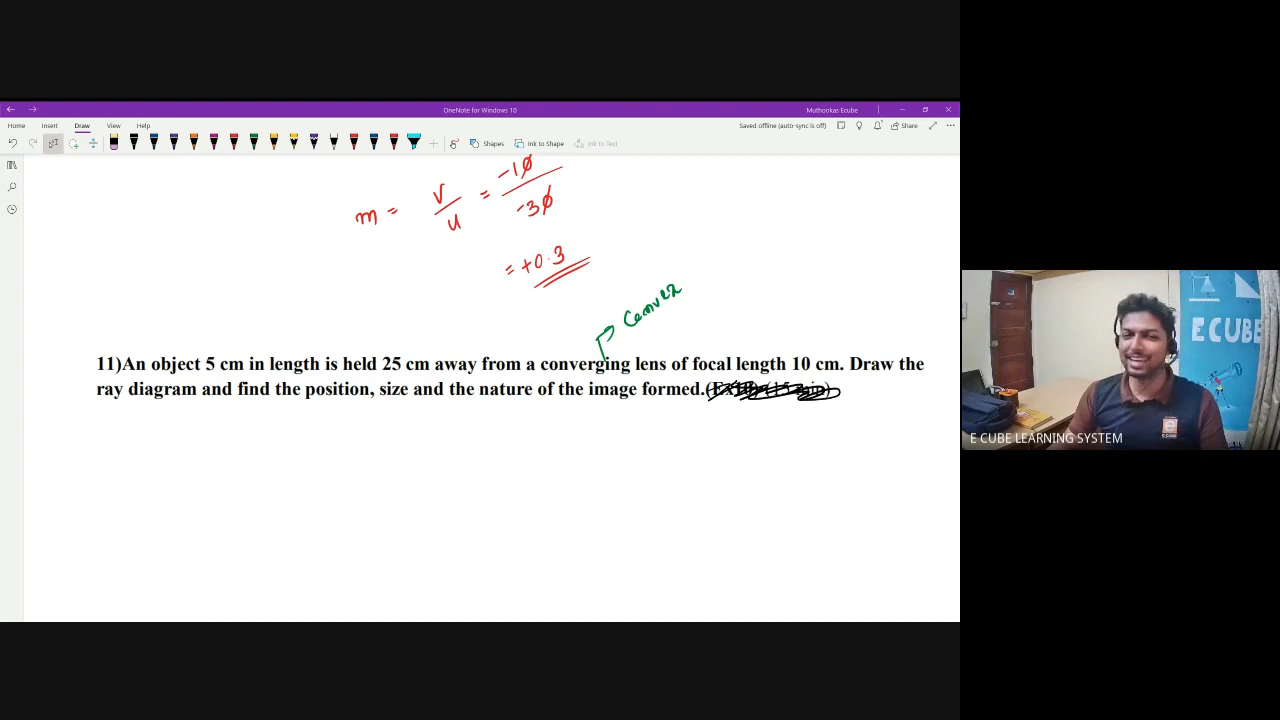 OneNote for Windows 10
Muthookas Ecube
Home Insert Draw View Help
Saved offline (auto-sync is off) Share
Shapes Ink to Shape Ink to Text
m = v/u = -10/-30
= +0.3
Convex
11)An object 5 cm in length is held 25 cm away from a converging lens of focal length 10 cm. Draw the
ray diagram and find the position, size and the nature of the image formed.
E CUBE
E CUBE LEARNING SYSTEM